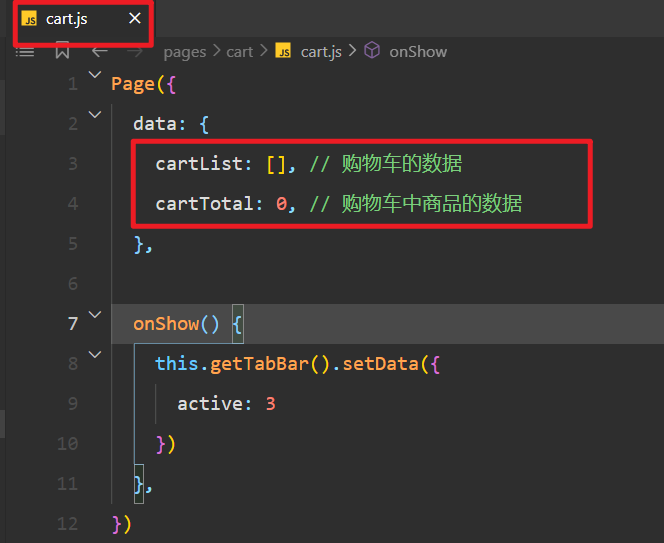 JS cart.js ×
pages > cart > JS cart.js > onShow
1 Page({
2 data: {
3 cartList: [], // 购物车的数据
4 cartTotal: 0, // 购物车中商品的数据
5 },
6
7 onShow() {
8 this.getTabBar().setData({
9 active: 3
10 })
11 },
12 })